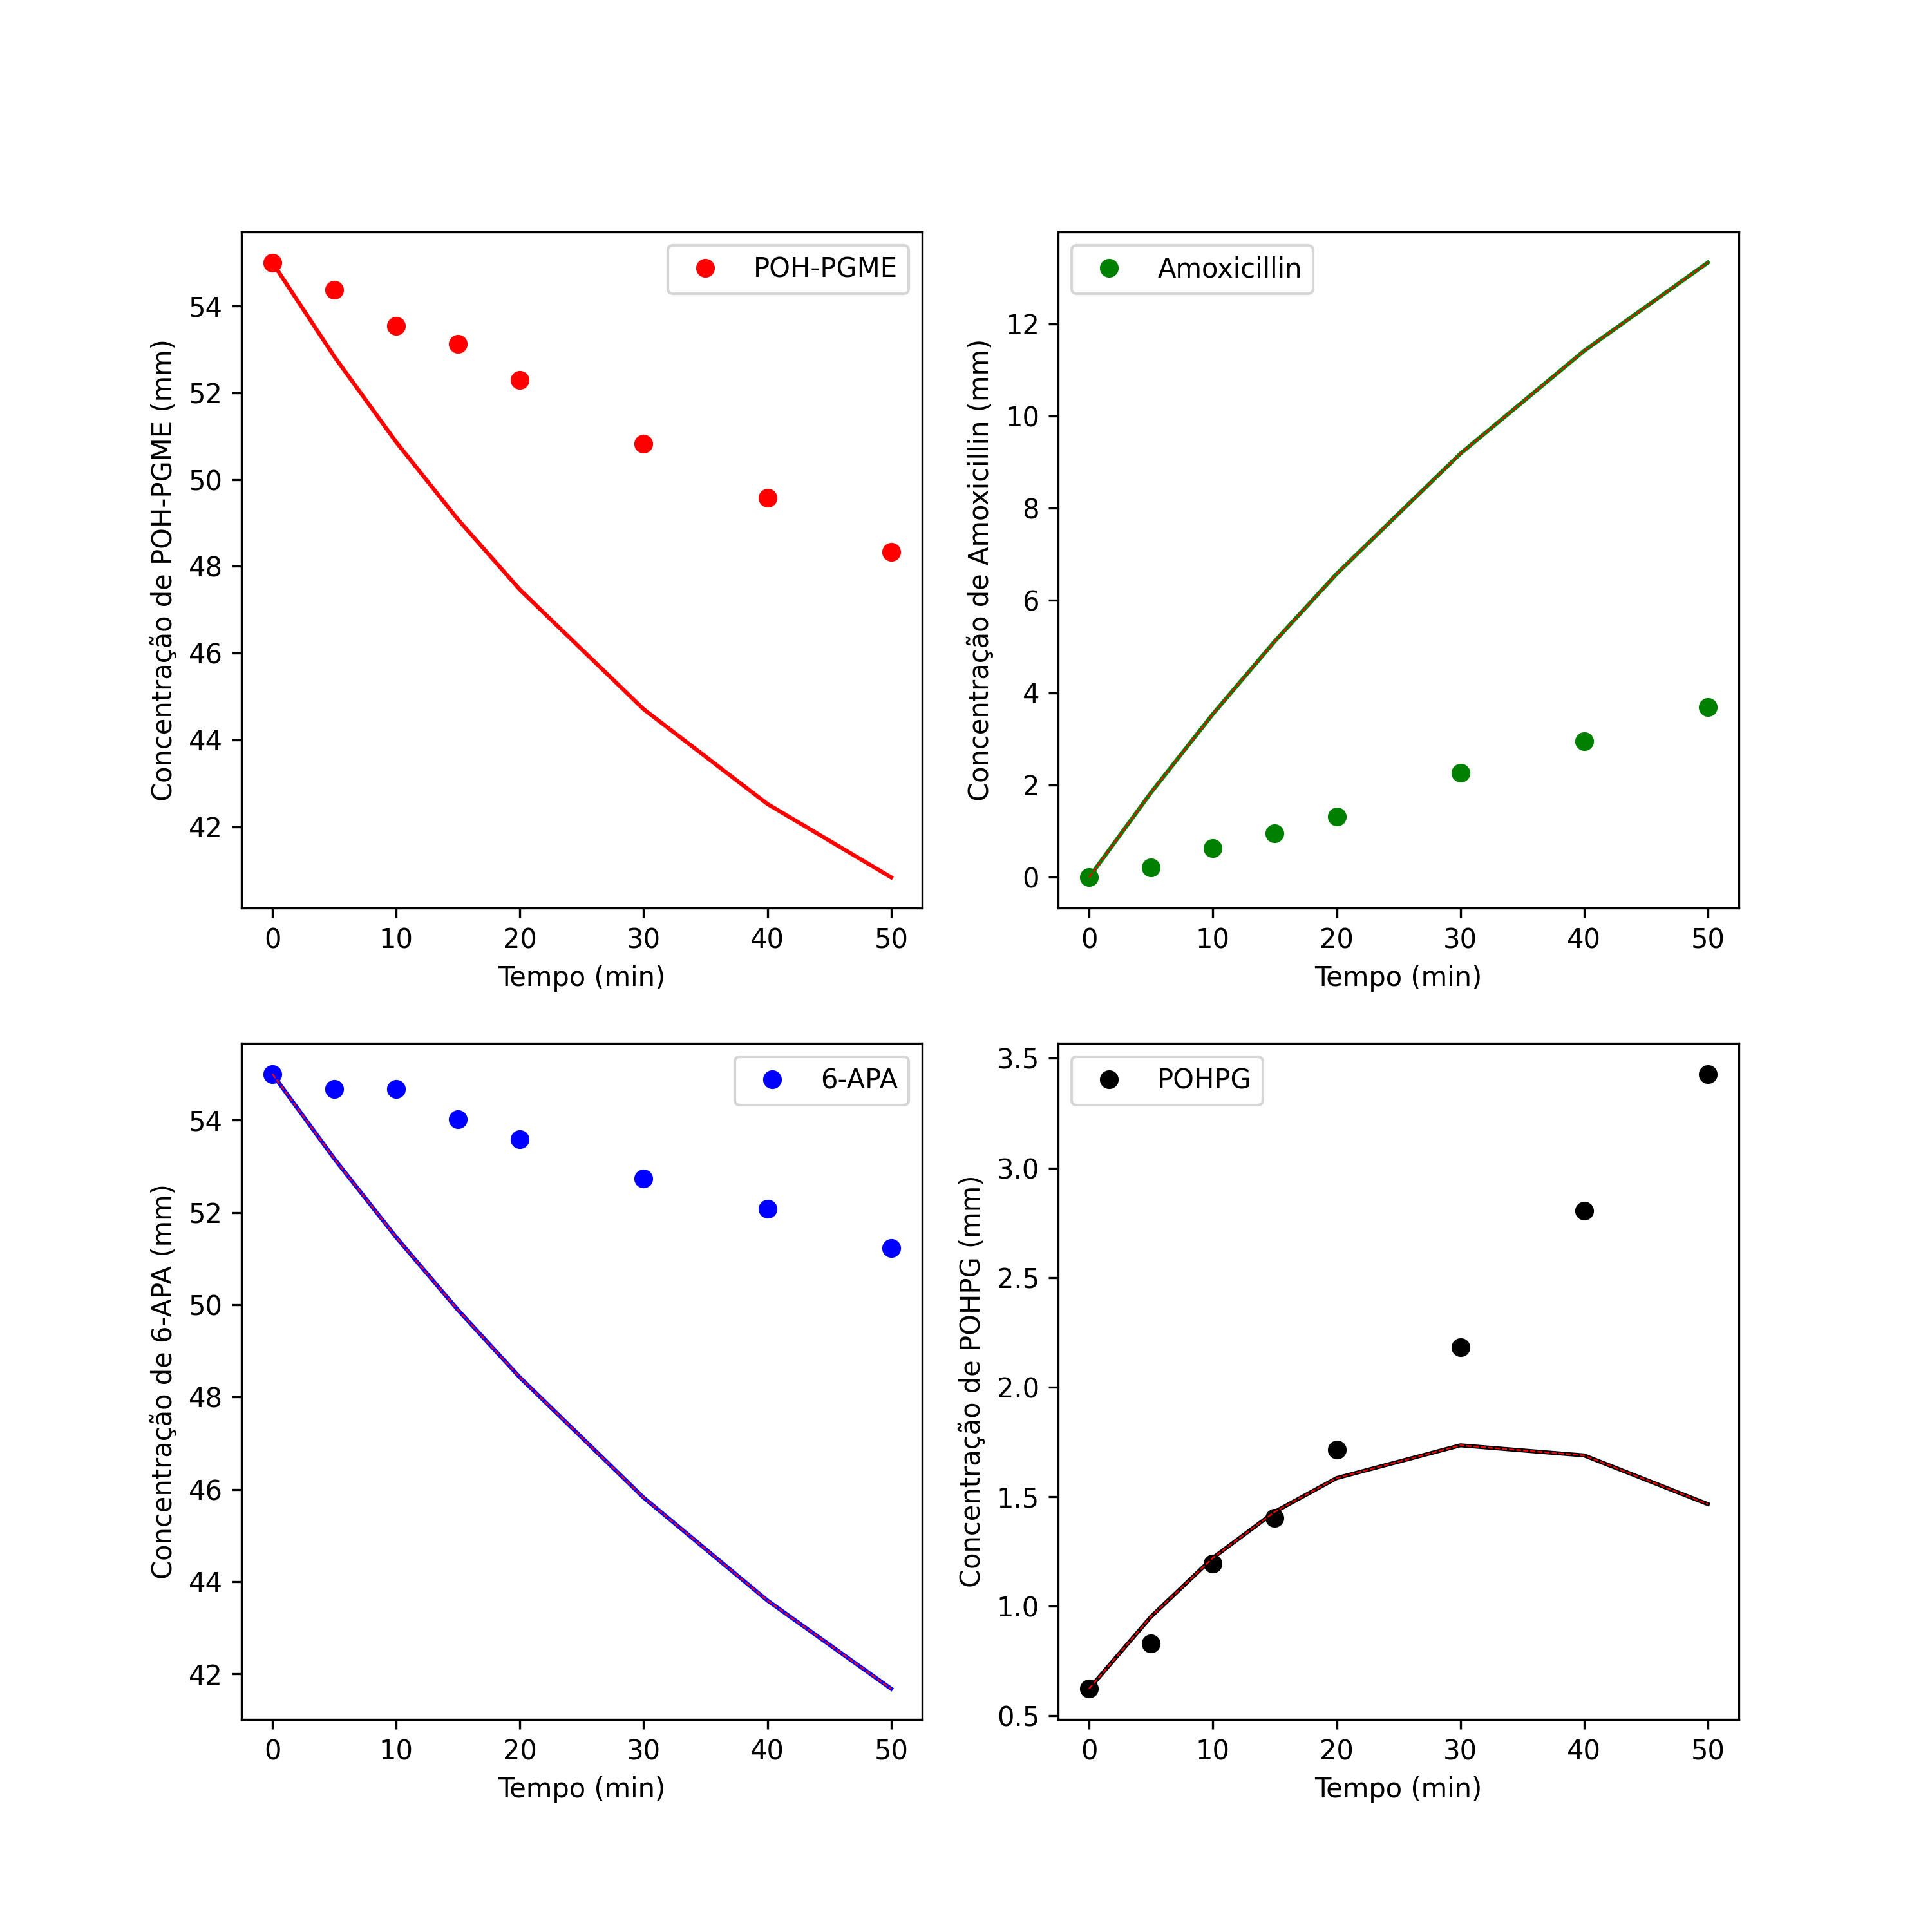 POH-PGME
Concentração de POH-PGME (mm)
54
52
50
48
46
44
42
0 10 20 30 40 50
Tempo (min)
Amoxicillin
Concentração de Amoxicillin (mm)
12
10
8
6
4
2
0
0 10 20 30 40 50
Tempo (min)
6-APA
Concentração de 6-APA (mm)
54
52
50
48
46
44
42
0 10 20 30 40 50
Tempo (min)
POHPG
Concentração de POHPG (mm)
3.5
3.0
2.5
2.0
1.5
1.0
0.5
0 10 20 30 40 50
Tempo (min)